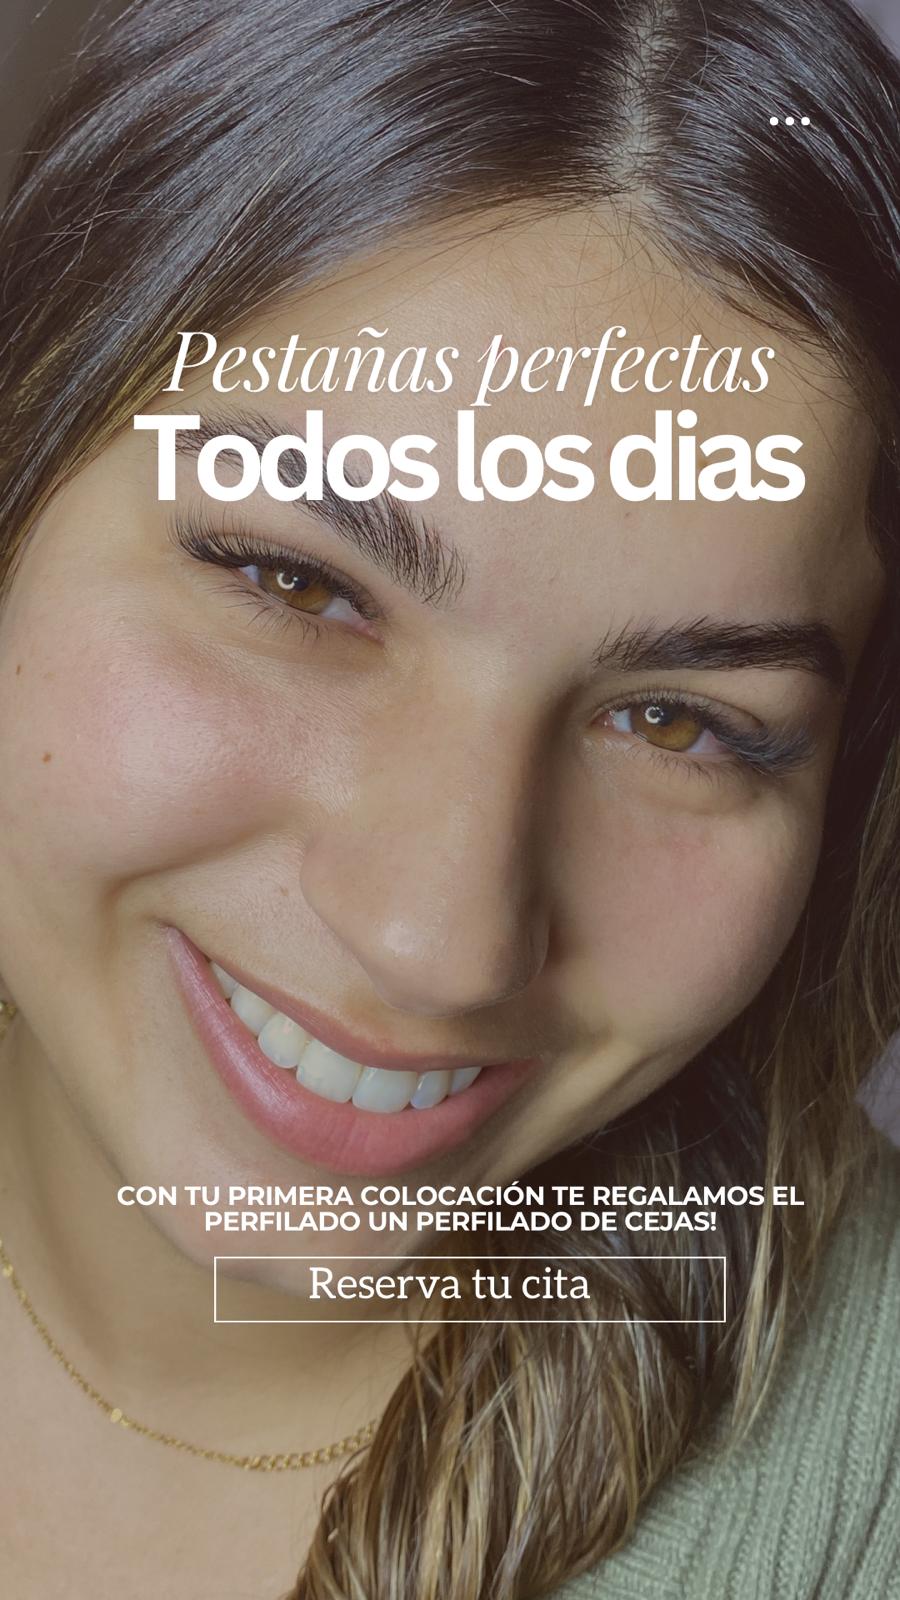 Pestañas perfectas
Todos los dias
CON TU PRIMERA COLOCACIÓN TE REGALAMOS EL
PERFILADO UN PERFILADO DE CEJAS!
Reserva tu cita